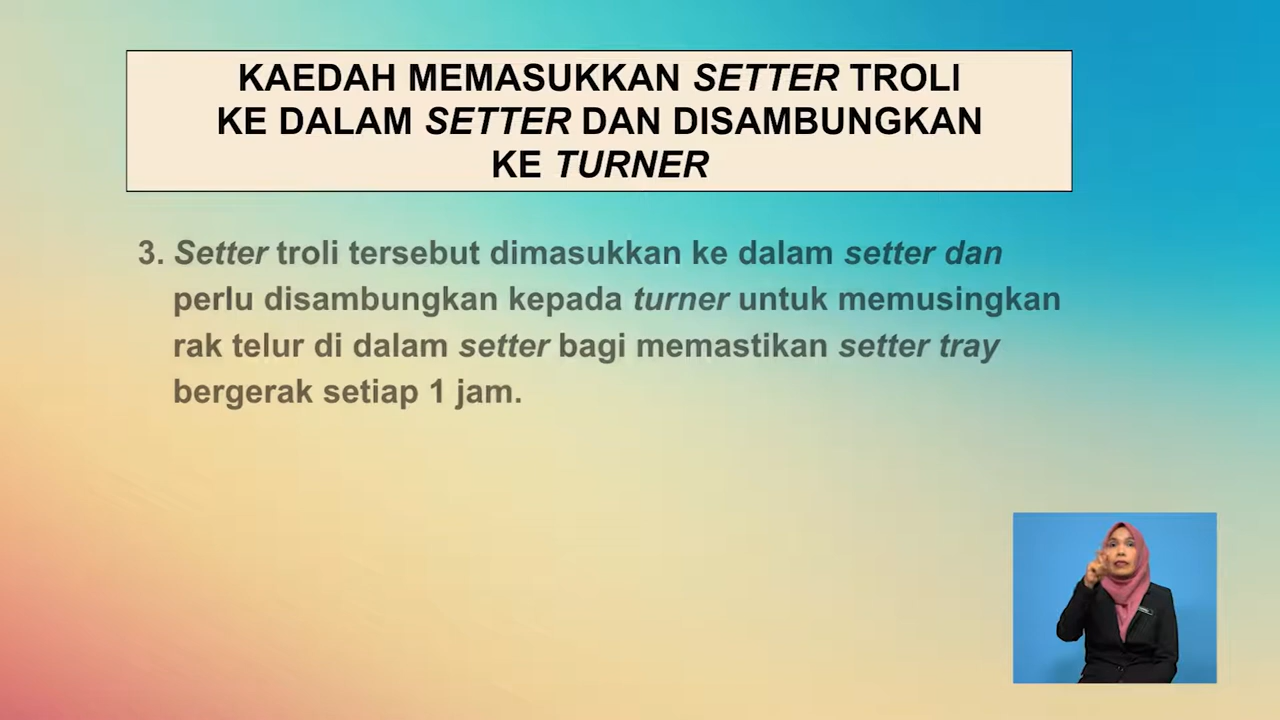 KAEDAH MEMASUKKAN SETTER TROLI
KE DALAM SETTER DAN DISAMBUNGKAN
KE TURNER
3. Setter troli tersebut dimasukkan ke dalam setter dan
perlu disambungkan kepada turner untuk memusingkan
rak telur di dalam setter bagi memastikan setter tray
bergerak setiap 1 jam.